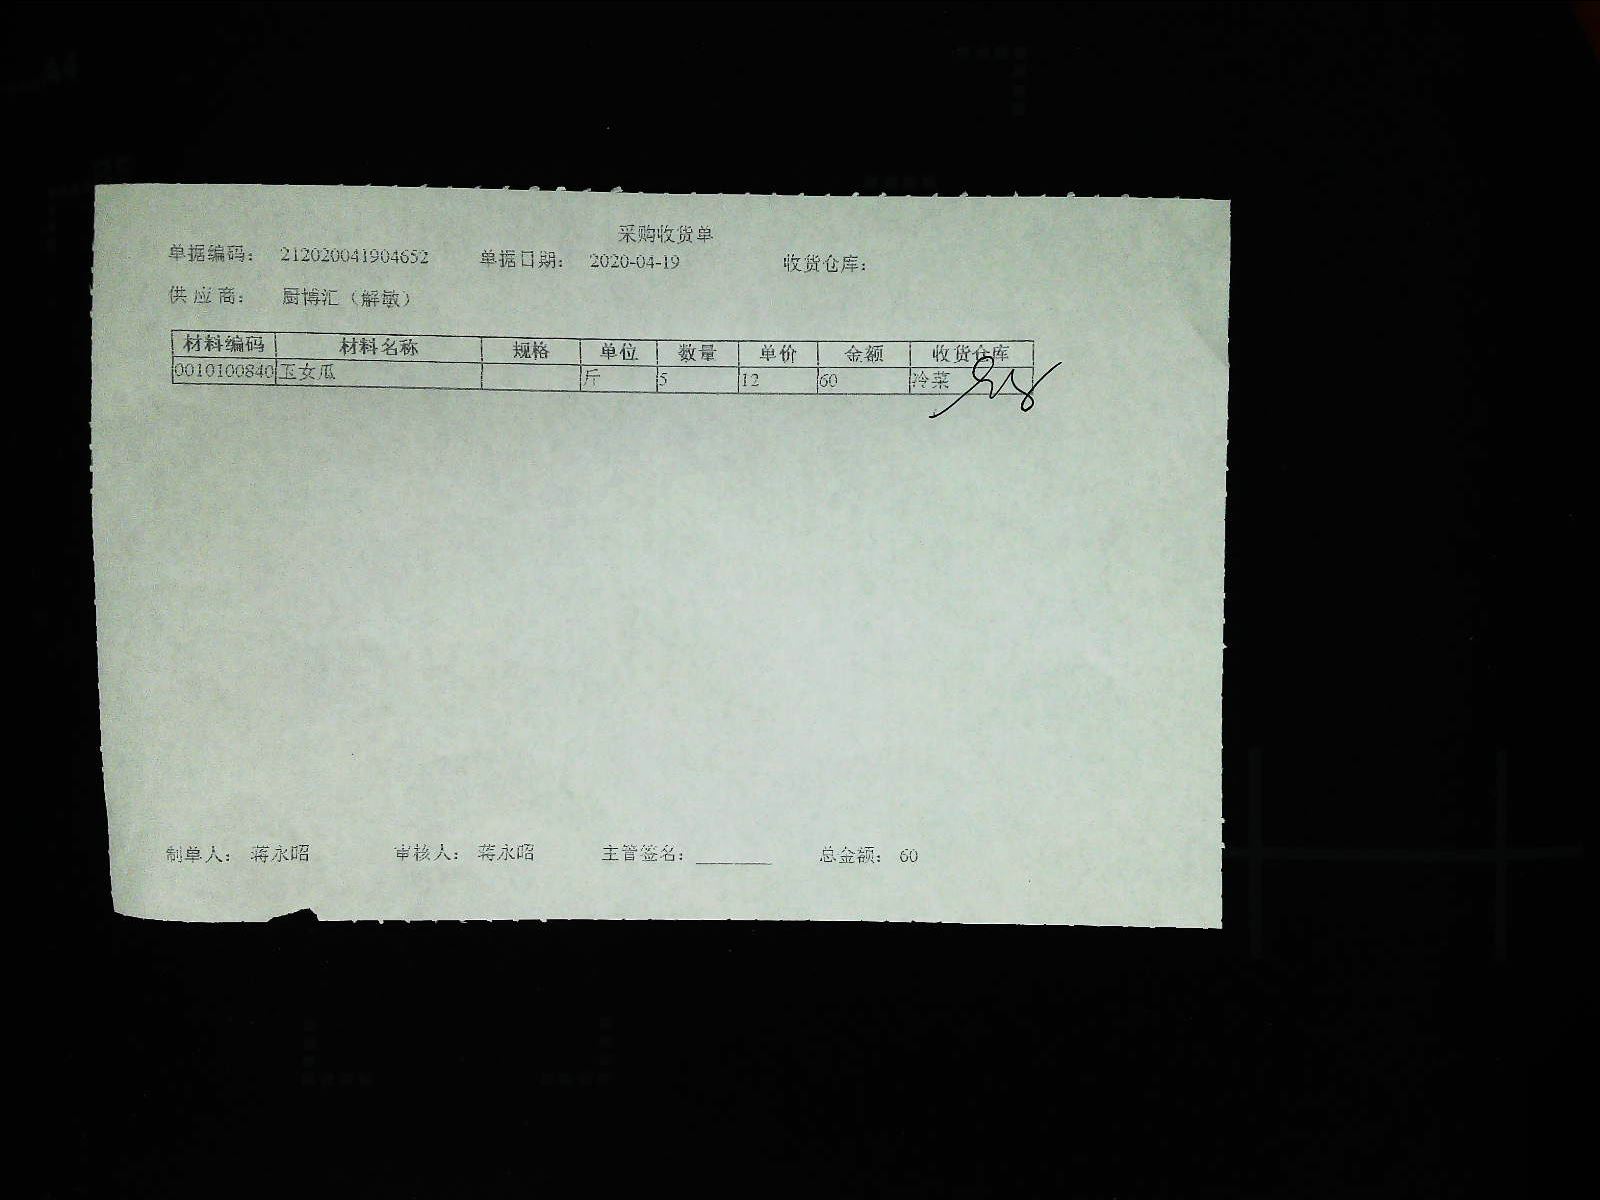 采购收货单
单据编码： 212020041904652 单据日期： 2020-04-19 收货仓库：
供应商： 厨博汇（解敏）
材料编码 材料名称 规格 单位 数量 单价 金额 收货仓库
0010100840 玉女瓜 斤 5 12 60 冷菜
制单人： 蒋永昭 审核人： 蒋永昭 主管签名：________ 总金额： 60